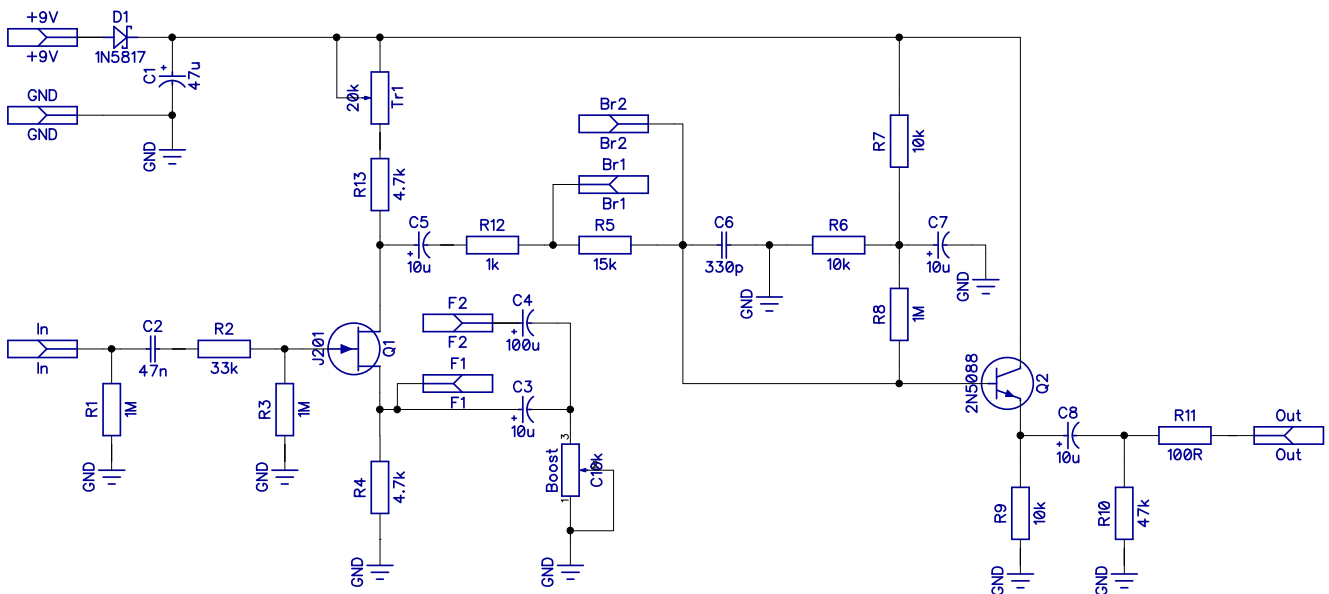 +9V
+9V
D1
1N5817
C1
+
47u
GND
GND
GND
20k
Tr1
R13
4.7k
Br2
Br2
Br1
Br1
C5
+
10u
R12
1k
R5
15k
C6
330p
GND
R6
10k
R7
10k
C7
+
10u
GND
R8
1M
In
In
R1
1M
GND
C2
47n
R2
33k
R3
1M
GND
J201
Q1
F2
F2
C4
+
100u
F1
F1
C3
+
10u
R4
4.7k
GND
Boost
3
1
C10k
GND
2N5088
Q2
R9
10k
GND
C8
+
10u
R10
47k
GND
R11
100R
Out
Out